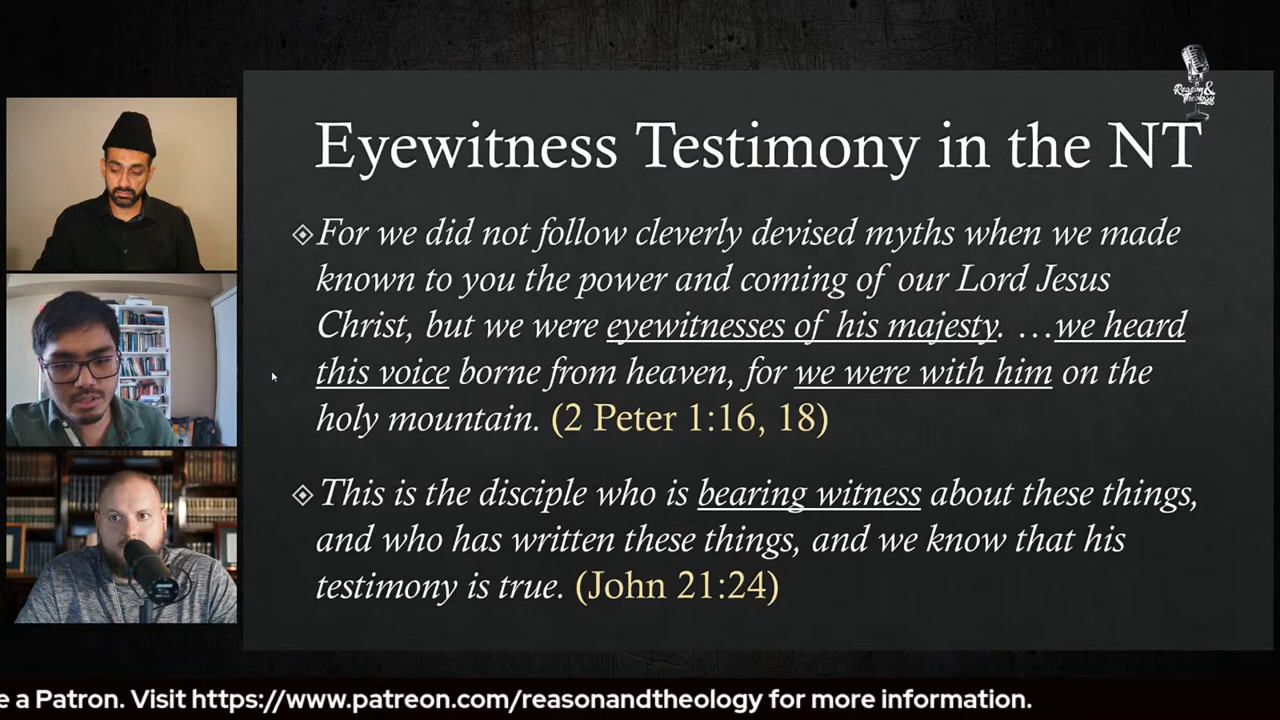 Reason &
Theology
Eyewitness Testimony in the NT
For we did not follow cleverly devised myths when we made
known to you the power and coming of our Lord Jesus
Christ, but we were eyewitnesses of his majesty. …we heard
this voice borne from heaven, for we were with him on the
holy mountain. (2 Peter 1:16, 18)
This is the disciple who is bearing witness about these things,
and who has written these things, and we know that his
testimony is true. (John 21:24)
e a Patron. Visit https://www.patreon.com/reasonandtheology for more information.